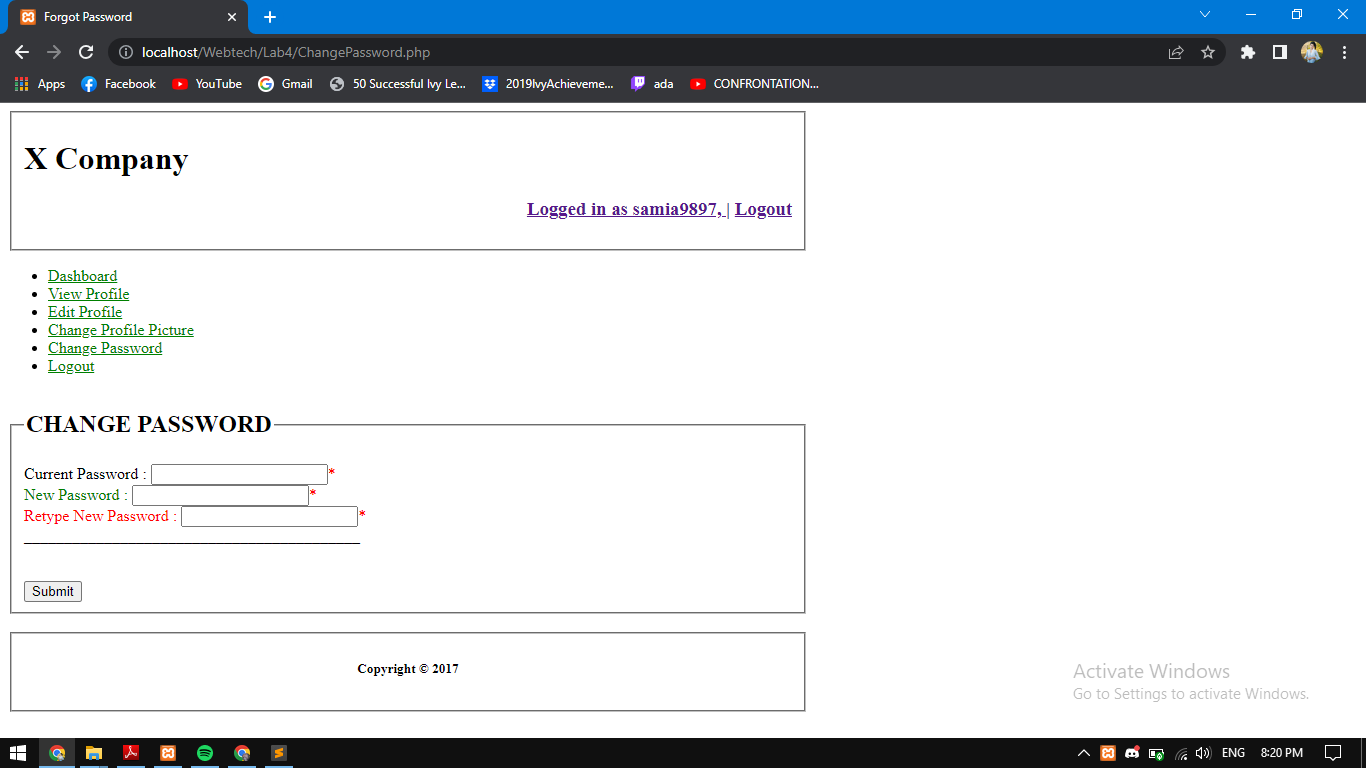 Forgot Password
localhost/Webtech/Lab4/ChangePassword.php
Apps Facebook YouTube Gmail 50 Successful Ivy Le... 2019IvyAchieveme... ada CONFRONTATION...
X Company
Logged in as samia9897, | Logout
Dashboard
View Profile
Edit Profile
Change Profile Picture
Change Password
Logout
CHANGE PASSWORD
Current Password : *
New Password : *
Retype New Password : *
Submit
Copyright © 2017
Activate Windows
Go to Settings to activate Windows.
ENG 8:20 PM